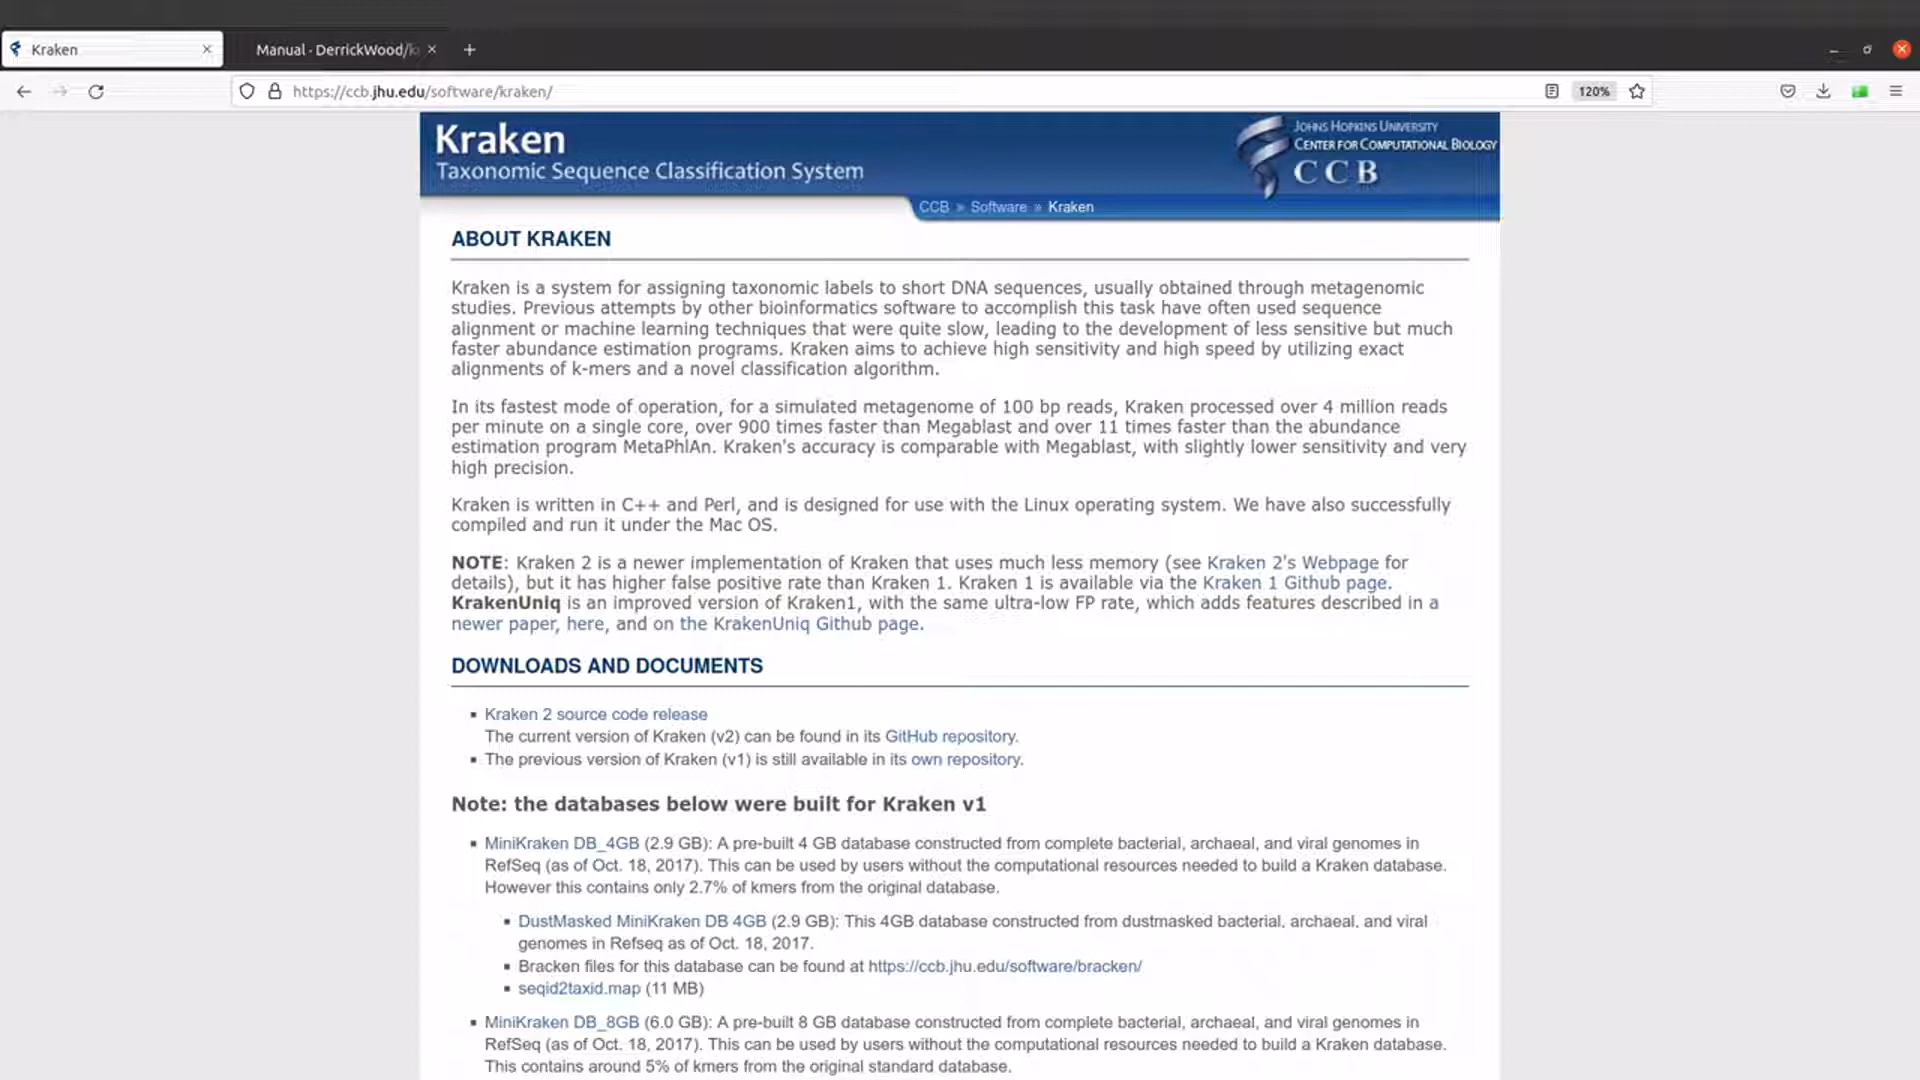 Kraken
Manual · DerrickWood/k
https://ccb.jhu.edu/software/kraken/
120%
Kraken
Taxonomic Sequence Classification System
JOHNS HOPKINS UNIVERSITY
CENTER FOR COMPUTATIONAL BIOLOGY
CCB
CCB » Software » Kraken
ABOUT KRAKEN
Kraken is a system for assigning taxonomic labels to short DNA sequences, usually obtained through metagenomic
studies. Previous attempts by other bioinformatics software to accomplish this task have often used sequence
alignment or machine learning techniques that were quite slow, leading to the development of less sensitive but much
faster abundance estimation programs. Kraken aims to achieve high sensitivity and high speed by utilizing exact
alignments of k-mers and a novel classification algorithm.
In its fastest mode of operation, for a simulated metagenome of 100 bp reads, Kraken processed over 4 million reads
per minute on a single core, over 900 times faster than Megablast and over 11 times faster than the abundance
estimation program MetaPhlAn. Kraken's accuracy is comparable with Megablast, with slightly lower sensitivity and very
high precision.
Kraken is written in C++ and Perl, and is designed for use with the Linux operating system. We have also successfully
compiled and run it under the Mac OS.
NOTE: Kraken 2 is a newer implementation of Kraken that uses much less memory (see Kraken 2's Webpage for
details), but it has higher false positive rate than Kraken 1. Kraken 1 is available via the Kraken 1 Github page.
KrakenUniq is an improved version of Kraken1, with the same ultra-low FP rate, which adds features described in a
newer paper, here, and on the KrakenUniq Github page.
DOWNLOADS AND DOCUMENTS
▪ Kraken 2 source code release
The current version of Kraken (v2) can be found in its GitHub repository.
▪ The previous version of Kraken (v1) is still available in its own repository.
Note: the databases below were built for Kraken v1
▪ MiniKraken DB_4GB (2.9 GB): A pre-built 4 GB database constructed from complete bacterial, archaeal, and viral genomes in
RefSeq (as of Oct. 18, 2017). This can be used by users without the computational resources needed to build a Kraken database.
However this contains only 2.7% of kmers from the original database.
▪ DustMasked MiniKraken DB 4GB (2.9 GB): This 4GB database constructed from dustmasked bacterial, archaeal, and viral
genomes in Refseq as of Oct. 18, 2017.
▪ Bracken files for this database can be found at https://ccb.jhu.edu/software/bracken/
▪ seqid2taxid.map (11 MB)
▪ MiniKraken DB_8GB (6.0 GB): A pre-built 8 GB database constructed from complete bacterial, archaeal, and viral genomes in
RefSeq (as of Oct. 18, 2017). This can be used by users without the computational resources needed to build a Kraken database.
This contains around 5% of kmers from the original standard database.